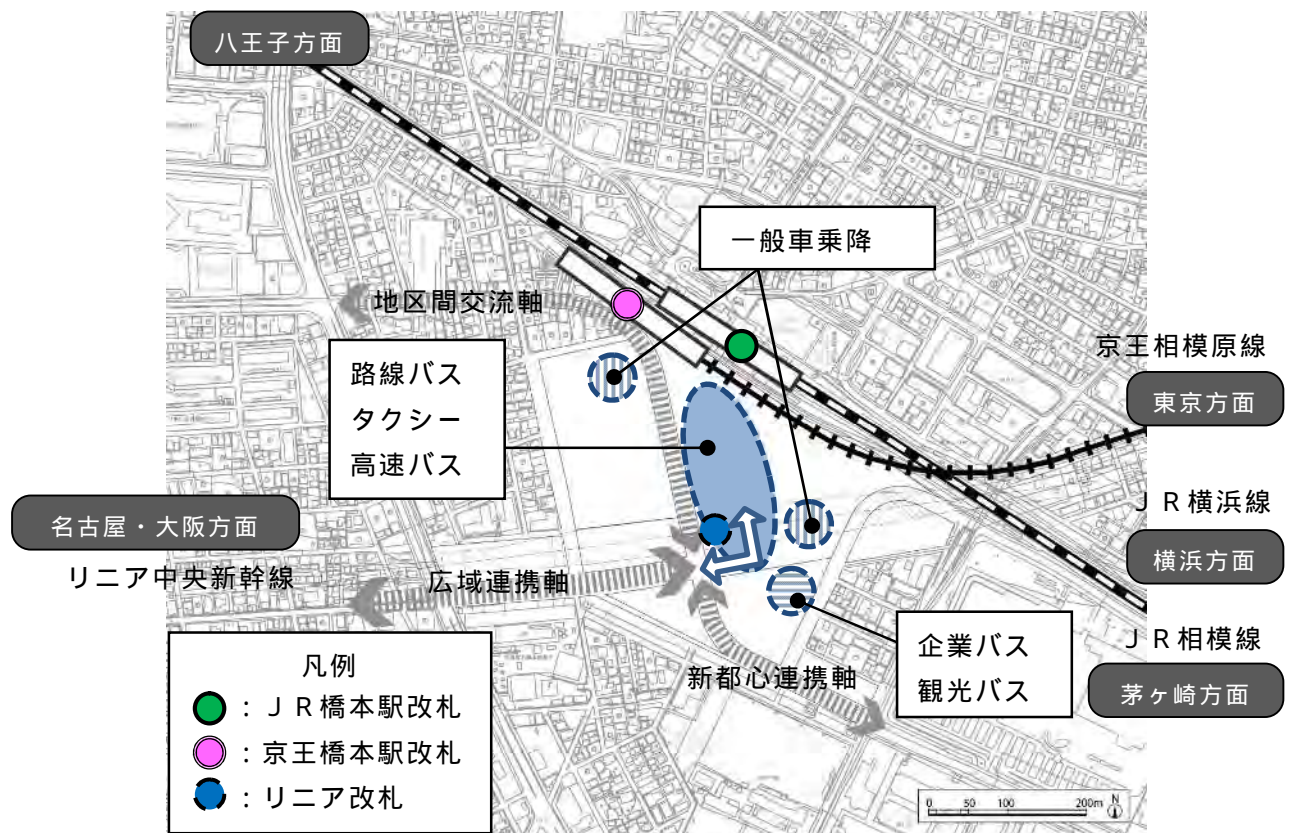 八王子方面
一般車乗降
地区間交流軸
京王相模原線
東京方面
路線バス
タクシー
高速バス
ＪＲ横浜線
横浜方面
名古屋・大阪方面
リニア中央新幹線
広域連携軸
企業バス
観光バス
ＪＲ相模線
茅ヶ崎方面
新都心連携軸
凡例
：ＪＲ橋本駅改札
：京王橋本駅改札
：リニア改札
0 50 100 200m N